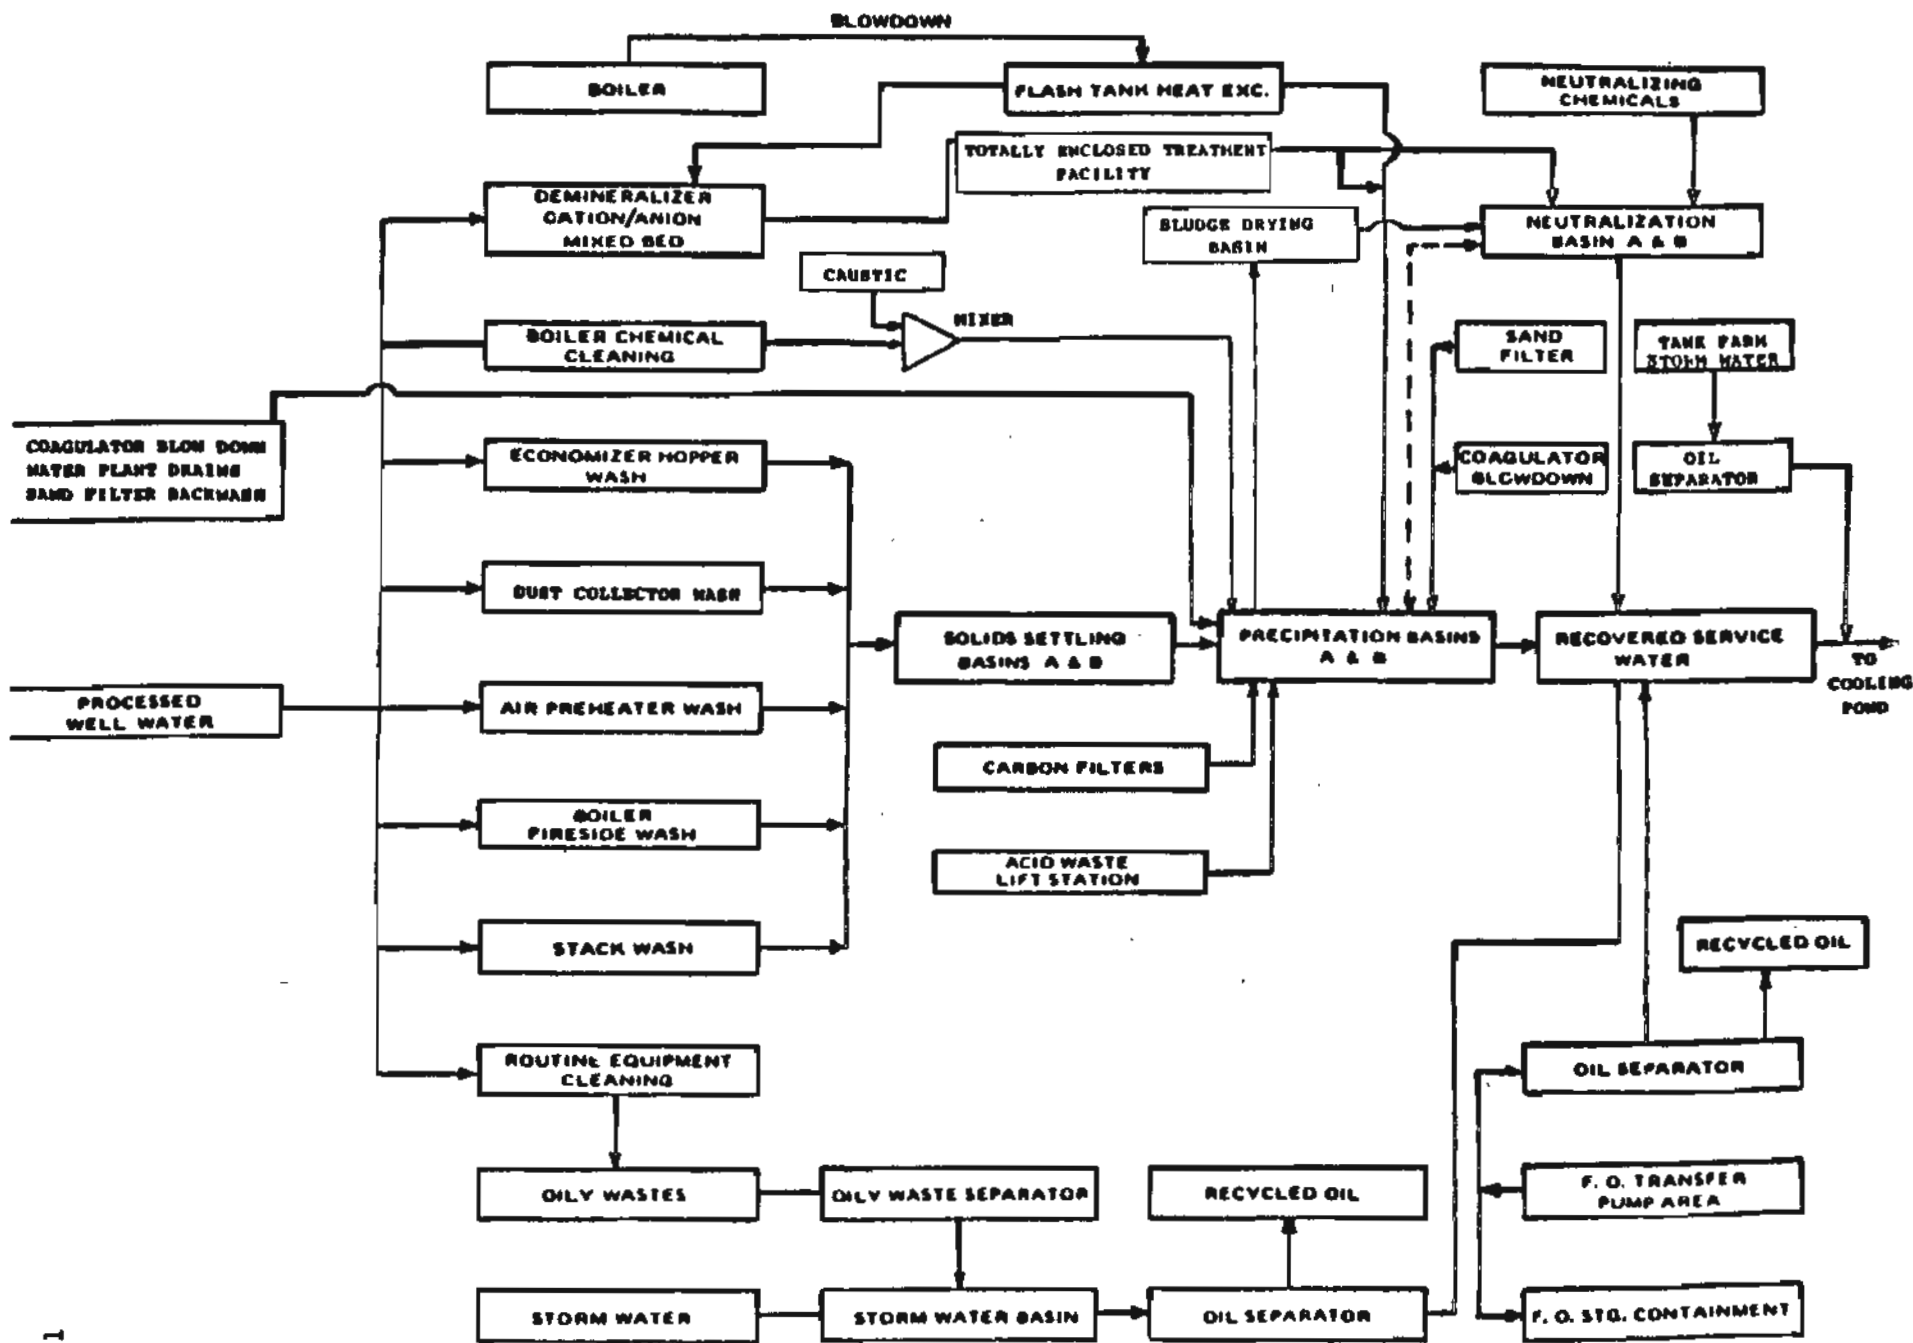 BLOWDOWN
BOILER
FLASH TANK HEAT EXC.
NEUTRALIZING
CHEMICALS
TOTALLY ENCLOSED TREATMENT
FACILITY
DEMINERALIZER
CATION/ANION
MIXED BED
SLUDGE DRYING
BASIN
NEUTRALIZATION
BASIN A & B
CAUSTIC
MIXER
BOILER CHEMICAL
CLEANING
SAND
FILTER
TANK FARM
STORM WATER
COAGULATOR BLOW DOWN
WATER PLANT DRAINS
SAND FILTER BACKWASH
ECONOMIZER HOPPER
WASH
COAGULATOR
BLOWDOWN
OIL
SEPARATOR
DUST COLLECTOR WASH
SOLIDS SETTLING
BASINS A & B
PRECIPITATION BASINS
A & B
RECOVERED SERVICE
WATER
TO
COOLING
POND
PROCESSED
WELL WATER
AIR PREHEATER WASH
CARBON FILTERS
BOILER
FIRESIDE WASH
ACID WASTE
LIFT STATION
STACK WASH
RECYCLED OIL
ROUTINE EQUIPMENT
CLEANING
OIL SEPARATOR
OILY WASTES
OILY WASTE SEPARATOR
RECYCLED OIL
F. O. TRANSFER
PUMP AREA
STORM WATER
STORM WATER BASIN
OIL SEPARATOR
F. O. STG. CONTAINMENT
1